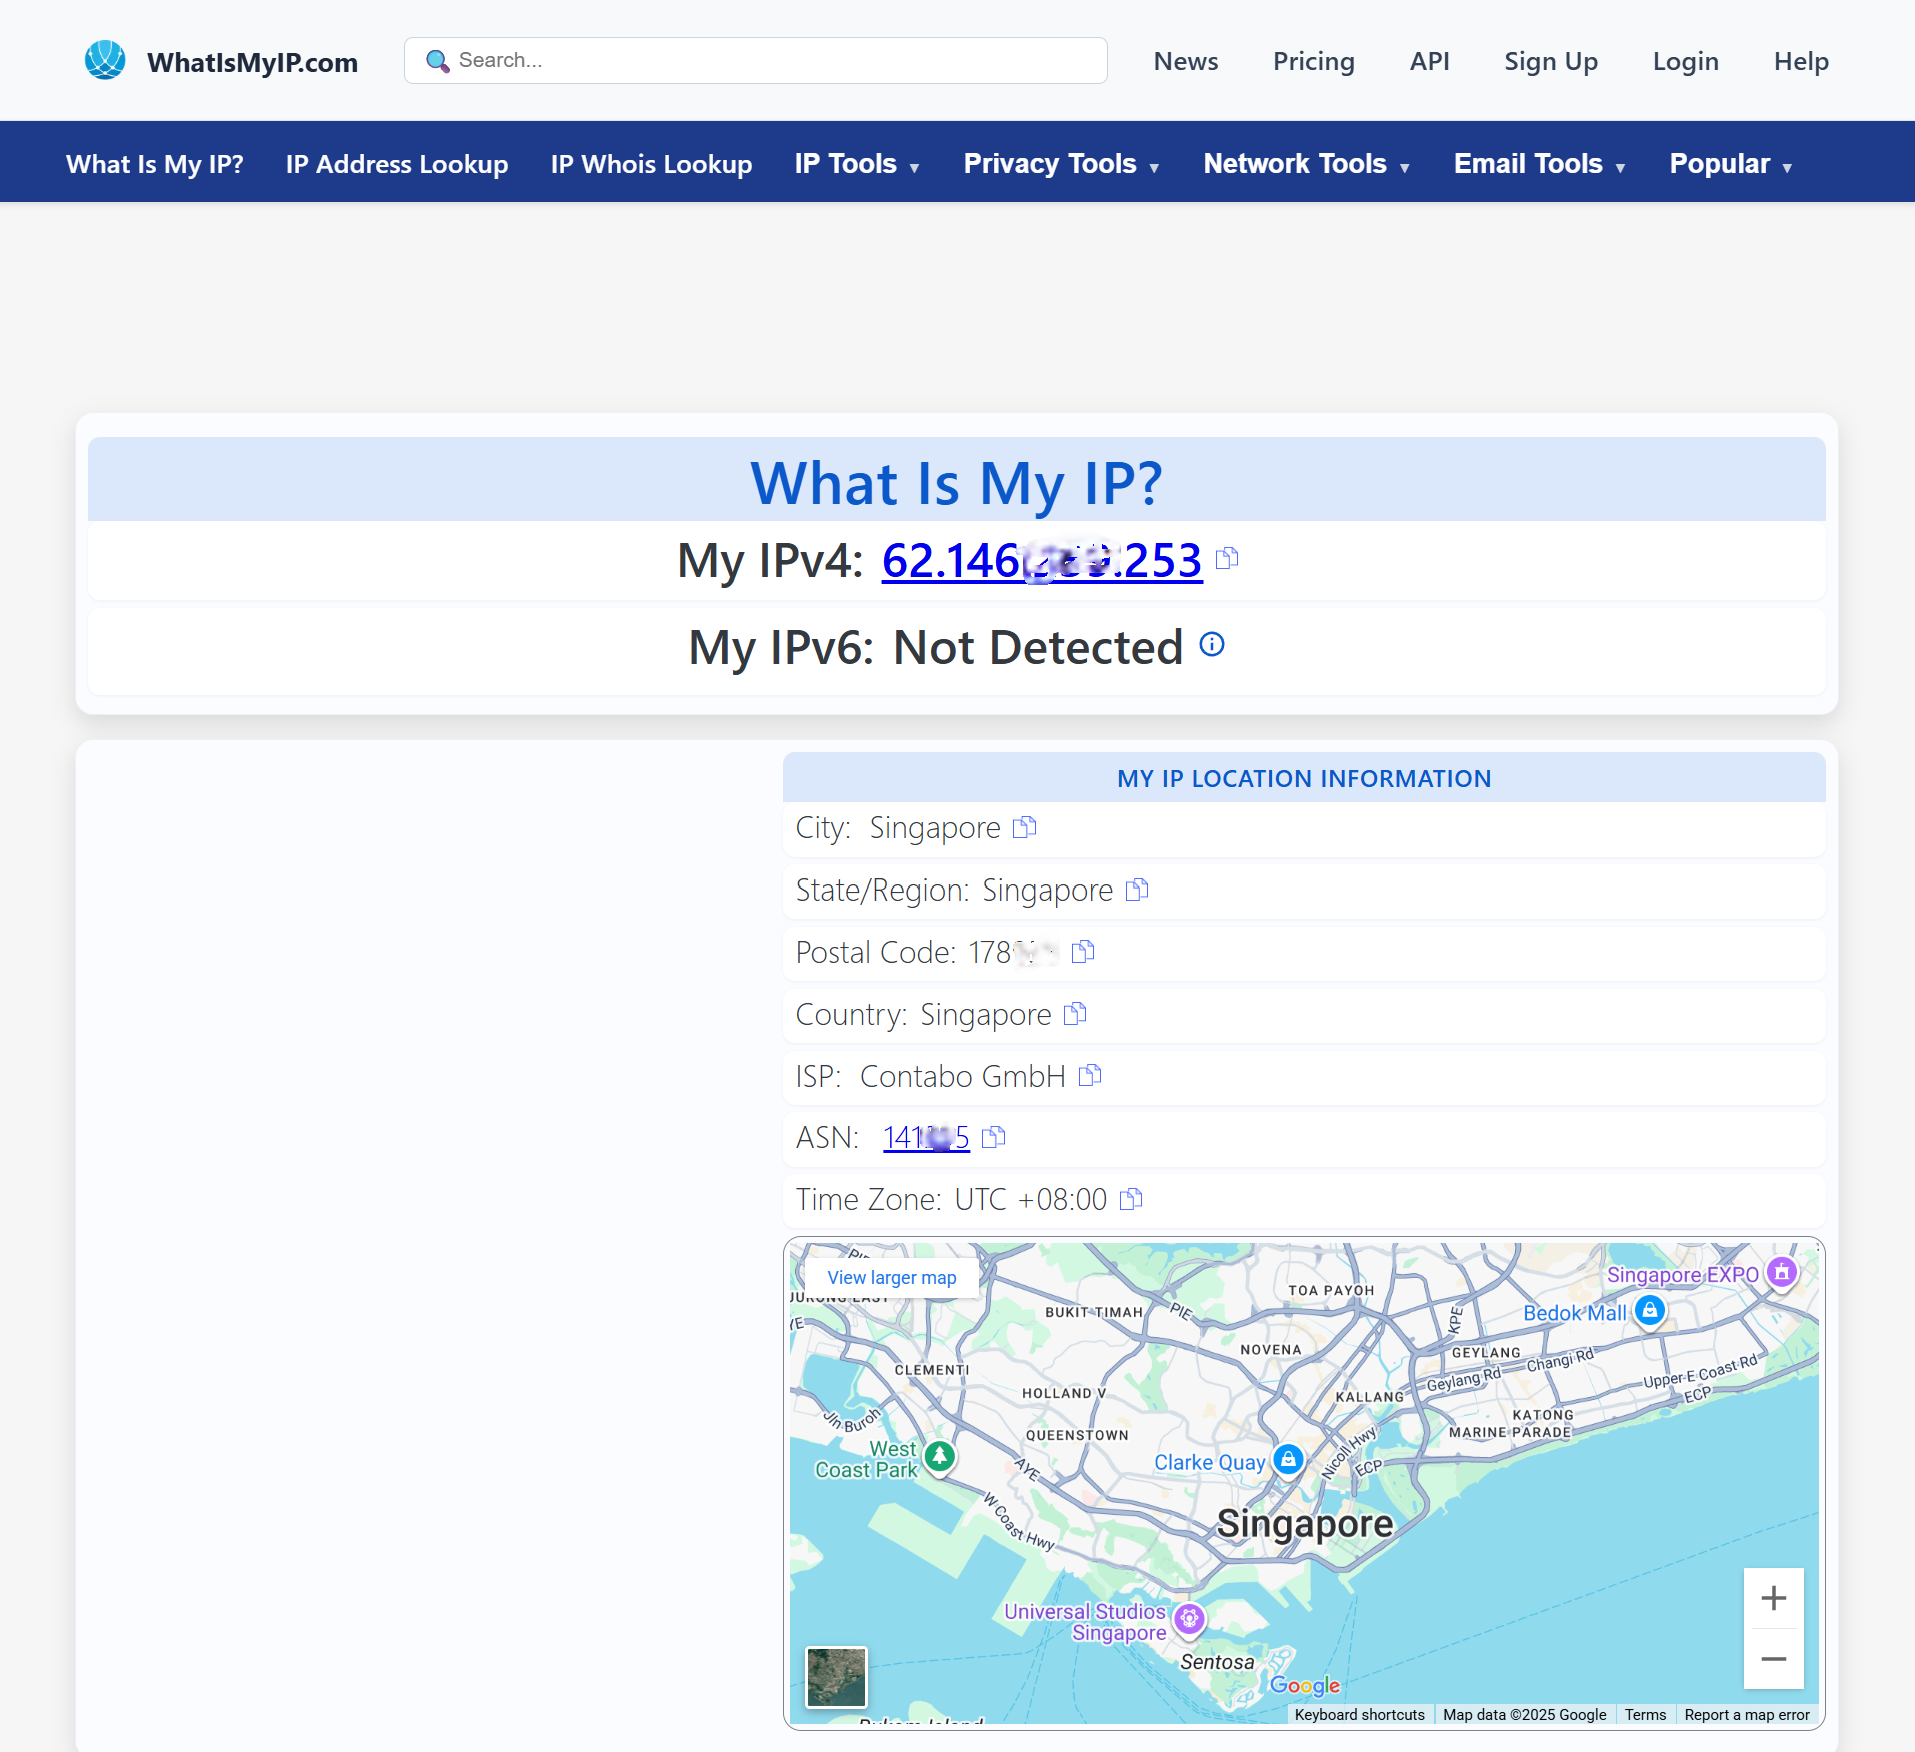 WhatIsMyIP.com
Search...
News
Pricing
API
Sign Up
Login
Help
What Is My IP?
IP Address Lookup
IP Whois Lookup
IP Tools ▼
Privacy Tools ▼
Network Tools ▼
Email Tools ▼
Popular ▼
What Is My IP?
My IPv4: 62.146 .253
My IPv6: Not Detected
MY IP LOCATION INFORMATION
City: Singapore
State/Region: Singapore
Postal Code: 178
Country: Singapore
ISP: Contabo GmbH
ASN: 141 5
Time Zone: UTC +08:00
View larger map
PIE
JURONG EAST
BUKIT TIMAH
PIE
TOA PAYOH
KPE
Singapore EXPO
Bedok Mall
NOVENA
GEYLANG
Changi Rd
Geylang Rd
Upper E Coast Rd
ECP
CLEMENTI
HOLLAND V
KALLANG
KATONG
MARINE PARADE
Jln Buroh
QUEENSTOWN
West
Coast Park
AYE
Clarke Quay
Nicoll Hwy
ECP
W Coast Hwy
Singapore
Universal Studios
Singapore
Sentosa
Google
Keyboard shortcuts
Map data ©2025 Google
Terms
Report a map error